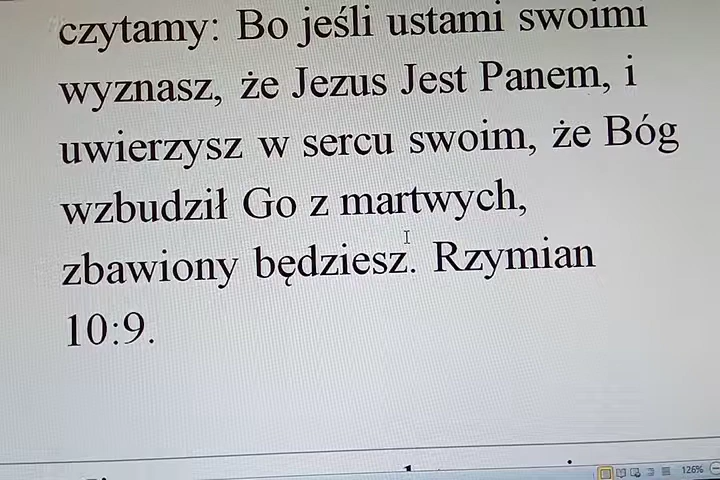 czytamy: Bo jeśli ustami swoimi
wyznasz, że Jezus Jest Panem, i
uwierzysz w sercu swoim, że Bóg
wzbudził Go z martwych,
zbawiony będziesz. Rzymian
10:9.
126%